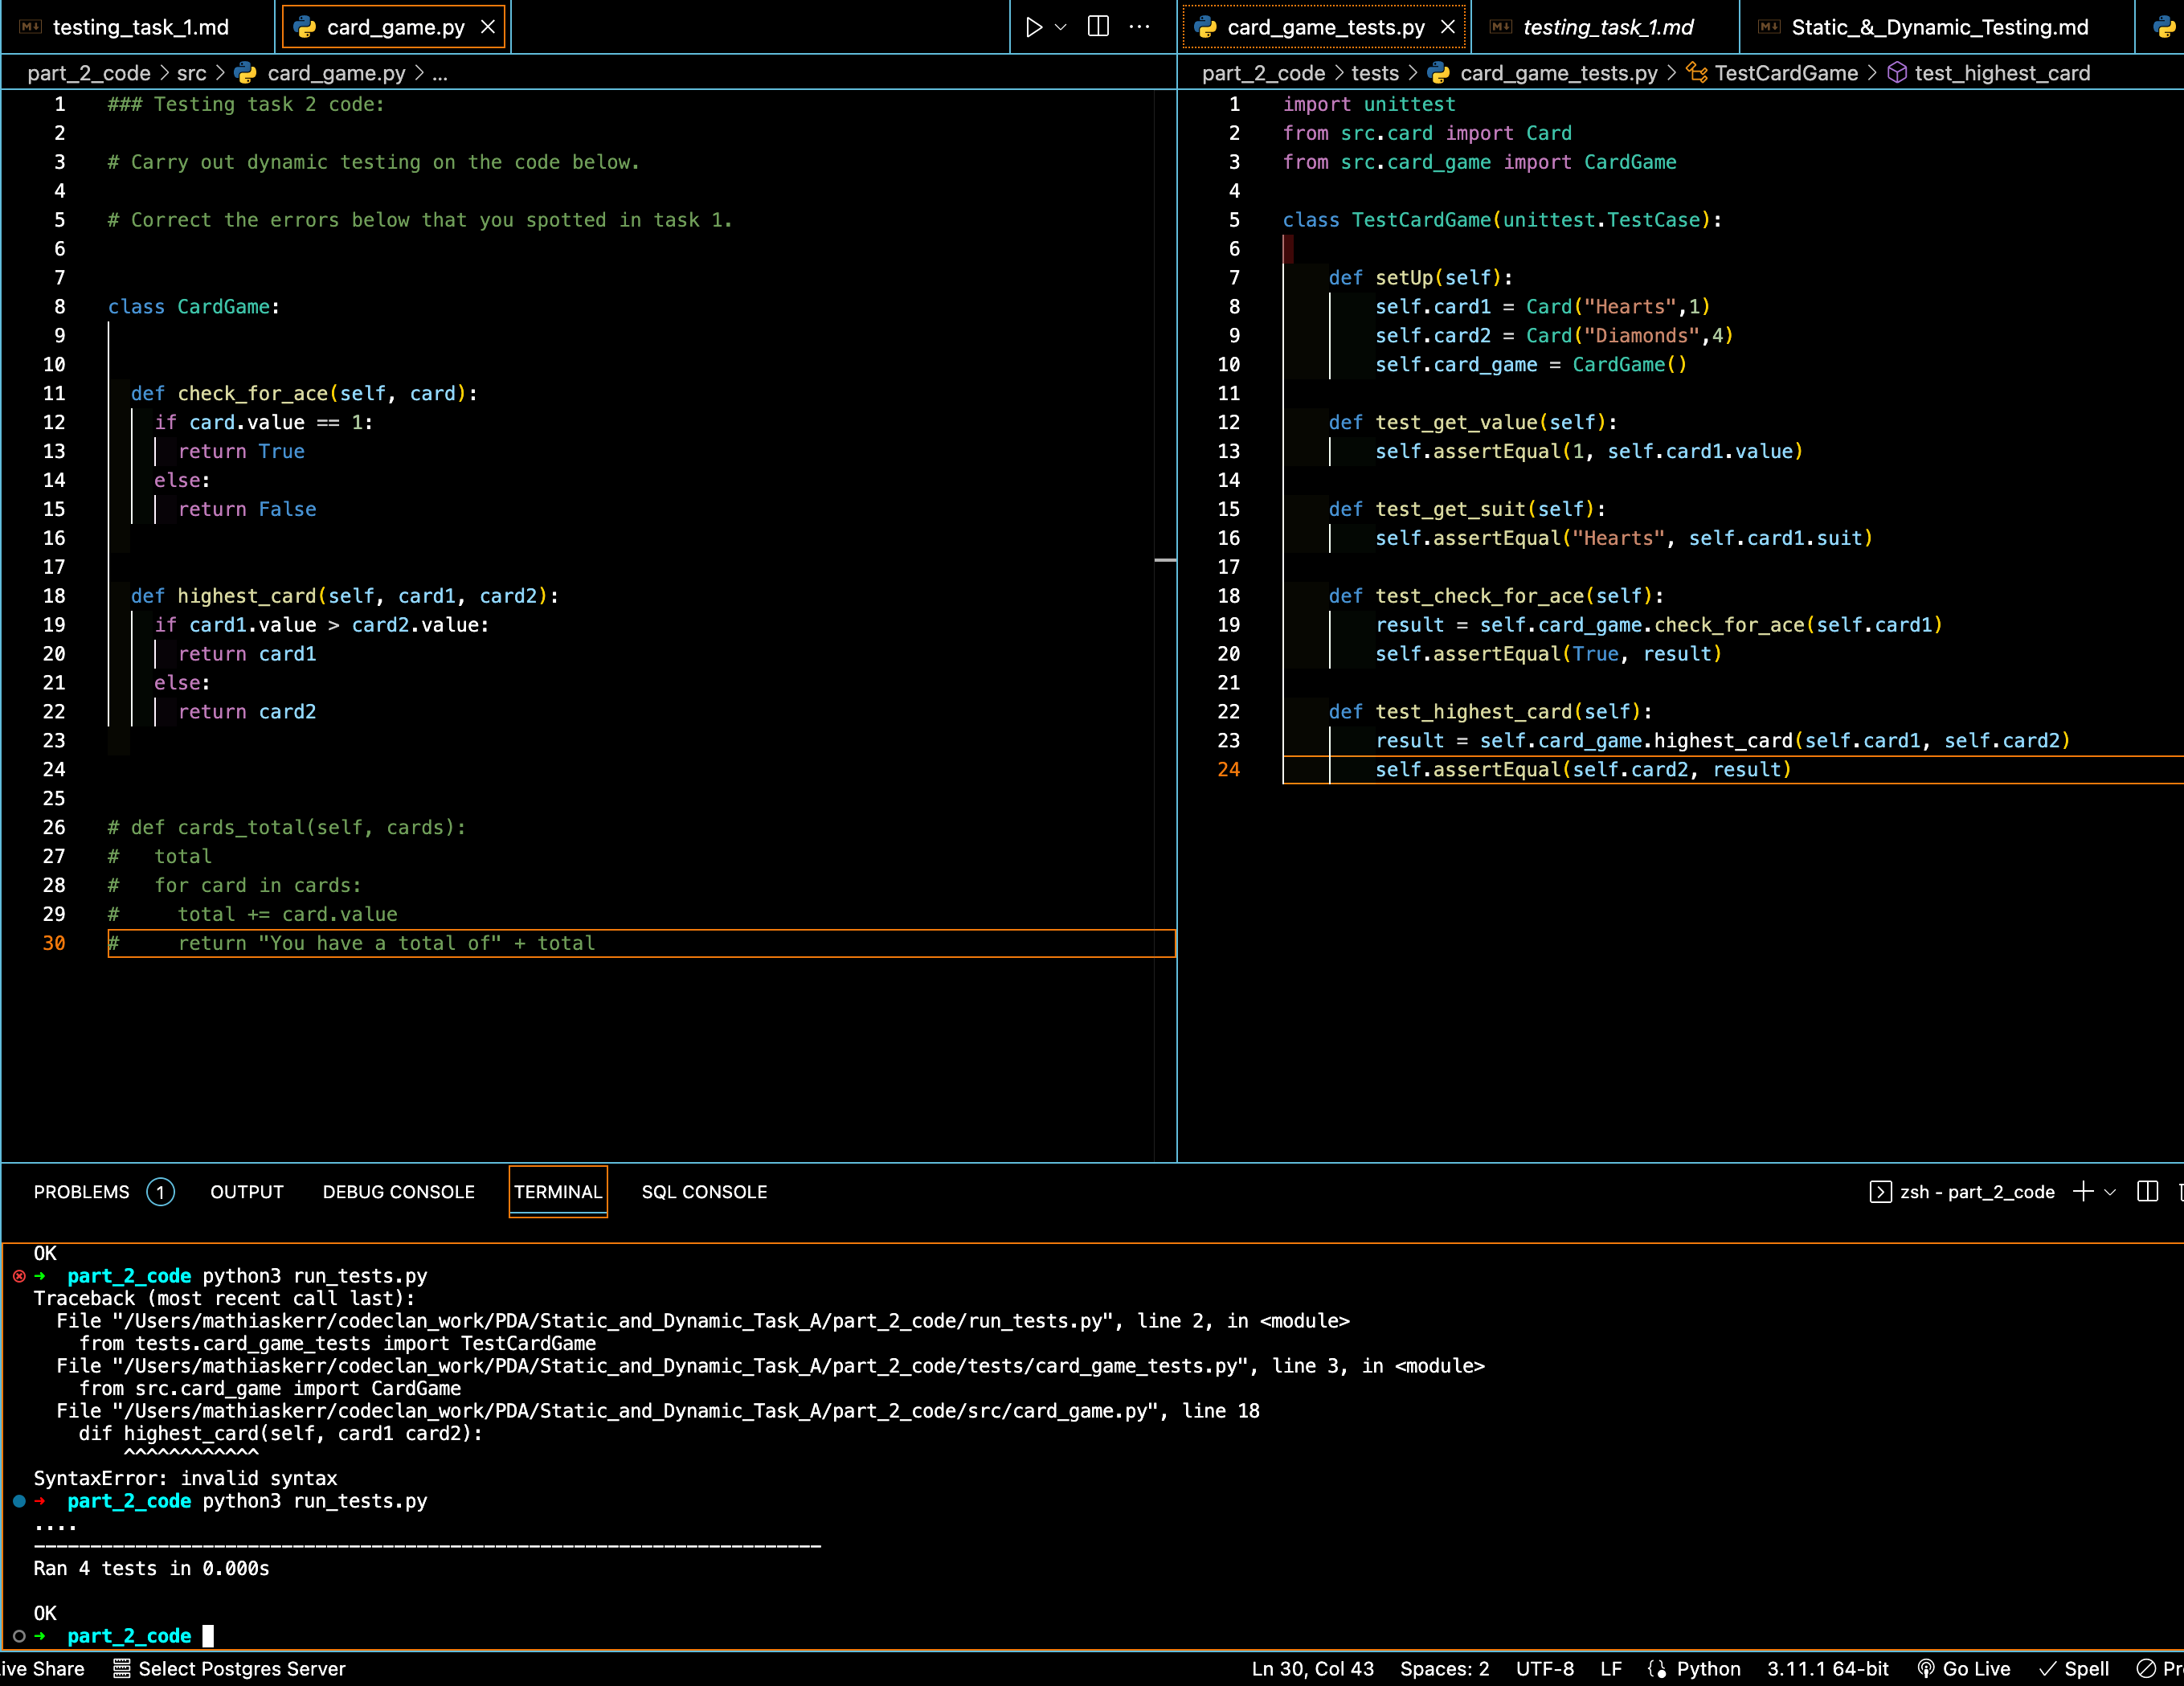 testing_task_1.md
card_game.py
part_2_code > src > card_game.py > ...
1 ### Testing task 2 code:
2
3 # Carry out dynamic testing on the code below.
4
5 # Correct the errors below that you spotted in task 1.
6
7
8 class CardGame:
9
10
11   def check_for_ace(self, card):
12     if card.value == 1:
13       return True
14     else:
15       return False
16
17
18   def highest_card(self, card1, card2):
19     if card1.value > card2.value:
20       return card1
21     else:
22       return card2
23
24
25
26 # def cards_total(self, cards):
27 #   total
28 #   for card in cards:
29 #     total += card.value
30 #     return "You have a total of" + total
card_game_tests.py
testing_task_1.md
Static_&_Dynamic_Testing.md
part_2_code > tests > card_game_tests.py > TestCardGame > test_highest_card
1 import unittest
2 from src.card import Card
3 from src.card_game import CardGame
4
5 class TestCardGame(unittest.TestCase):
6
7     def setUp(self):
8         self.card1 = Card("Hearts",1)
9         self.card2 = Card("Diamonds",4)
10         self.card_game = CardGame()
11
12     def test_get_value(self):
13         self.assertEqual(1, self.card1.value)
14
15     def test_get_suit(self):
16         self.assertEqual("Hearts", self.card1.suit)
17
18     def test_check_for_ace(self):
19         result = self.card_game.check_for_ace(self.card1)
20         self.assertEqual(True, result)
21
22     def test_highest_card(self):
23         result = self.card_game.highest_card(self.card1, self.card2)
24         self.assertEqual(self.card2, result)
PROBLEMS 1 OUTPUT DEBUG CONSOLE TERMINAL SQL CONSOLE
zsh - part_2_code
OK
➜ part_2_code python3 run_tests.py
Traceback (most recent call last):
  File "/Users/mathiaskerr/codeclan_work/PDA/Static_and_Dynamic_Task_A/part_2_code/run_tests.py", line 2, in <module>
    from tests.card_game_tests import TestCardGame
  File "/Users/mathiaskerr/codeclan_work/PDA/Static_and_Dynamic_Task_A/part_2_code/tests/card_game_tests.py", line 3, in <module>
    from src.card_game import CardGame
  File "/Users/mathiaskerr/codeclan_work/PDA/Static_and_Dynamic_Task_A/part_2_code/src/card_game.py", line 18
    dif highest_card(self, card1 card2):
        ^^^^^^^^^^^^
SyntaxError: invalid syntax
➜ part_2_code python3 run_tests.py
....
----------------------------------------------------------------------
Ran 4 tests in 0.000s
OK
➜ part_2_code
ive Share Select Postgres Server Ln 30, Col 43 Spaces: 2 UTF-8 LF Python 3.11.1 64-bit Go Live Spell Pr